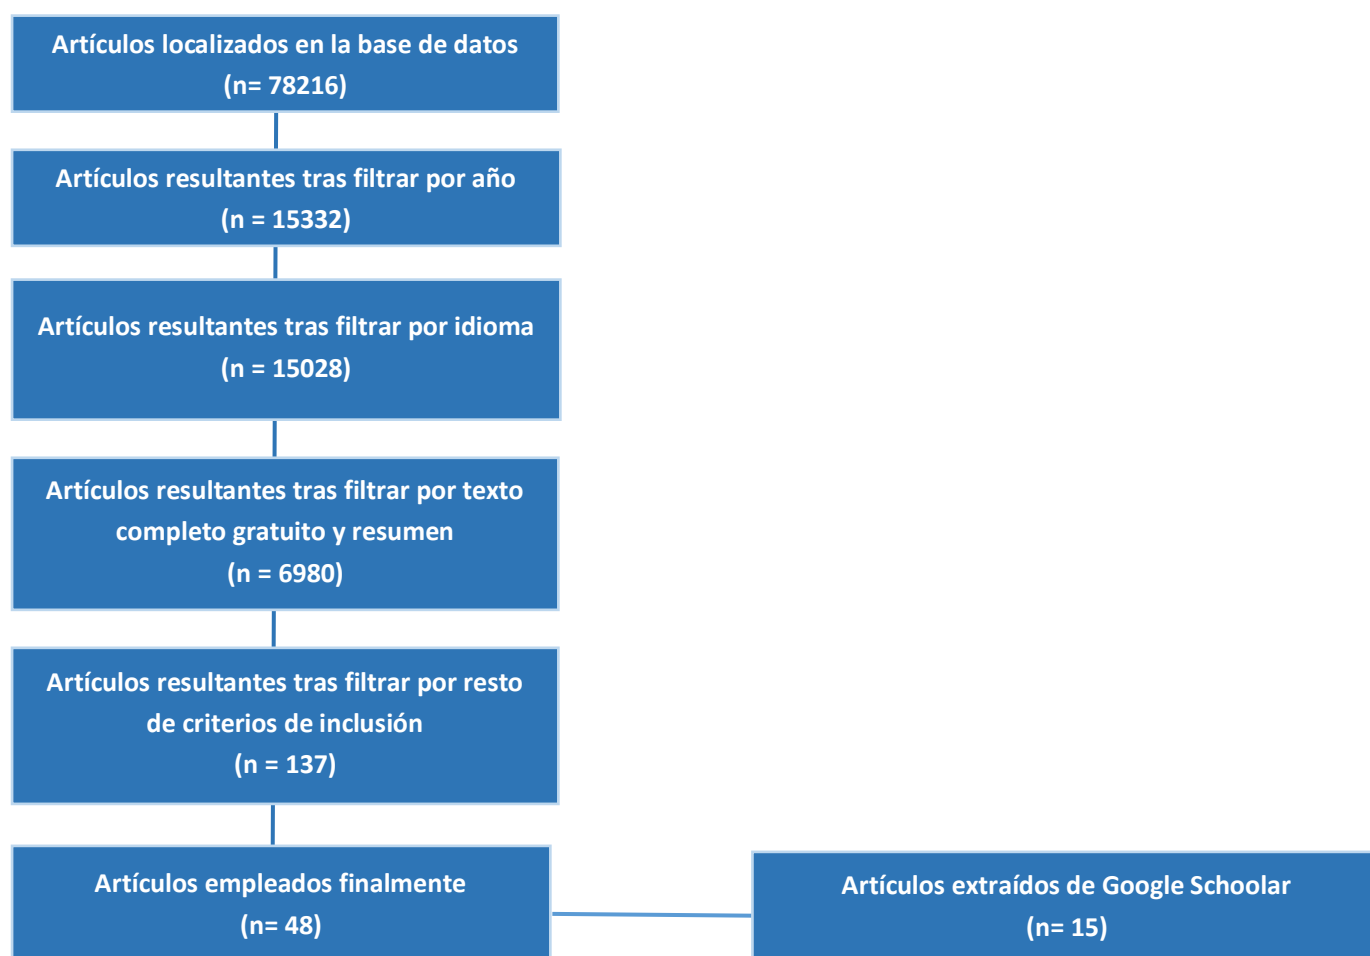 Artículos localizados en la base de datos
(n= 78216)
Artículos resultantes tras filtrar por año
(n = 15332)
Artículos resultantes tras filtrar por idioma
(n = 15028)
Artículos resultantes tras filtrar por texto
completo gratuito y resumen
(n = 6980)
Artículos resultantes tras filtrar por resto
de criterios de inclusión
(n = 137)
Artículos empleados finalmente
(n= 48)
Artículos extraídos de Google Schoolar
(n= 15)